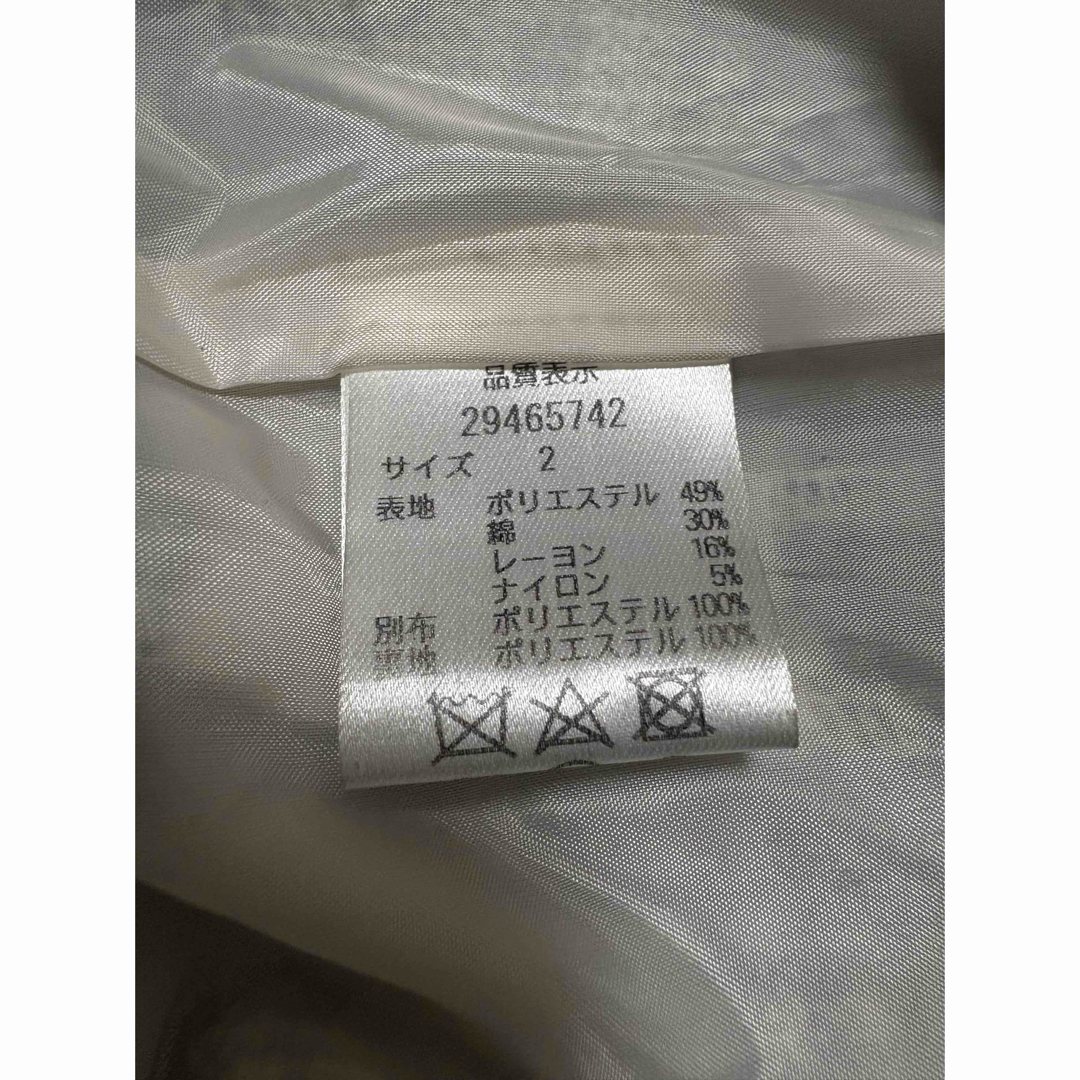 品質表示
29465742
サイズ 2
表地 ポリエステル 49%
綿 30%
レーヨン 16%
ナイロン 5%
別布 ポリエステル 100%
裏地 ポリエステル 100%